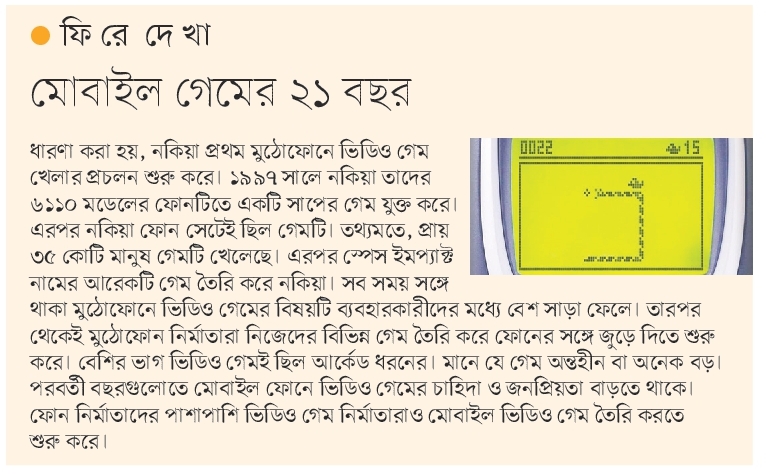 ফিরে দেখা
মোবাইল গেমের ২১ বছর
ধারণা করা হয়, নকিয়া প্রথম মুঠোফোনে ভিডিও গেম
খেলার প্রচলন শুরু করে। ১৯৯৭ সালে নকিয়া তাদের
৬১১০ মডেলের ফোনটিতে একটি সাপের গেম যুক্ত করে।
এরপর নকিয়া ফোন সেটেই ছিল গেমটি। তথ্যমতে, প্রায়
৩৫ কোটি মানুষ গেমটি খেলেছে। এরপর স্পেস ইমপ্যাক্ট
নামের আরেকটি গেম তৈরি করে নকিয়া। সব সময় সঙ্গে
থাকা মুঠোফোনে ভিডিও গেমের বিষয়টি ব্যবহারকারীদের মধ্যে বেশ সাড়া ফেলে। তারপর
থেকেই মুঠোফোন নির্মাতারা নিজেদের বিভিন্ন গেম তৈরি করে ফোনের সঙ্গে জুড়ে দিতে শুরু
করে। বেশির ভাগ ভিডিও গেমই ছিল আর্কেড ধরনের। মানে যে গেম অন্তহীন বা অনেক বড়।
পরবর্তী বছরগুলোতে মোবাইল ফোনে ভিডিও গেমের চাহিদা ও জনপ্রিয়তা বাড়তে থাকে।
ফোন নির্মাতাদের পাশাপাশি ভিডিও গেম নির্মাতারাও মোবাইল ভিডিও গেম তৈরি করতে
শুরু করে।
0022 15